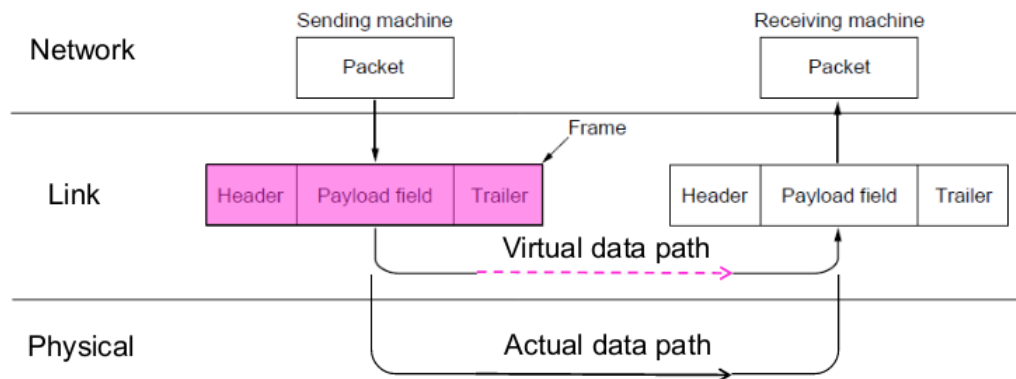 Sending machine
Receiving machine
Network
Packet
Packet
Frame
Link
Header
Payload field
Trailer
Header
Payload field
Trailer
Virtual data path
Physical
Actual data path